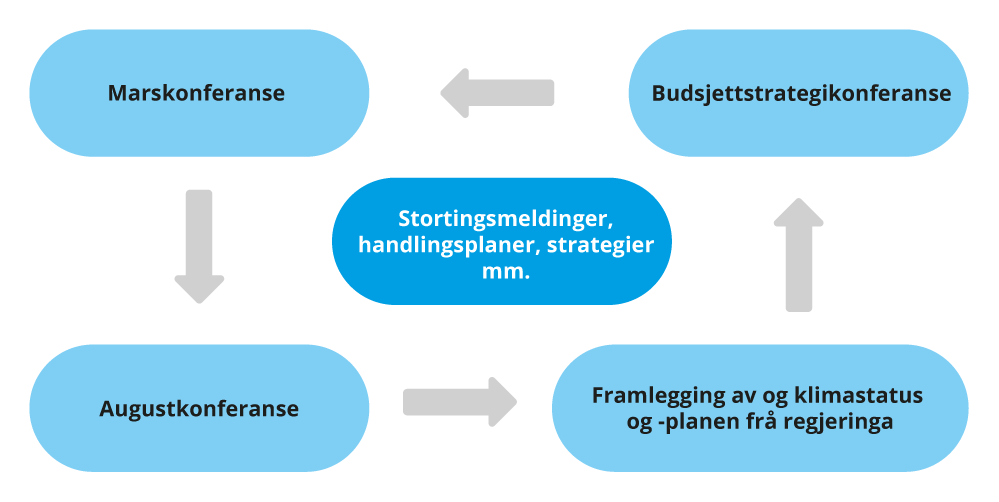 Marskonferanse
Budsjettstrategikonferanse
Stortingsmeldinger,
handlingsplaner, strategier
mm.
Augustkonferanse
Framlegging av og klimastatus
og -planen frå regjeringa